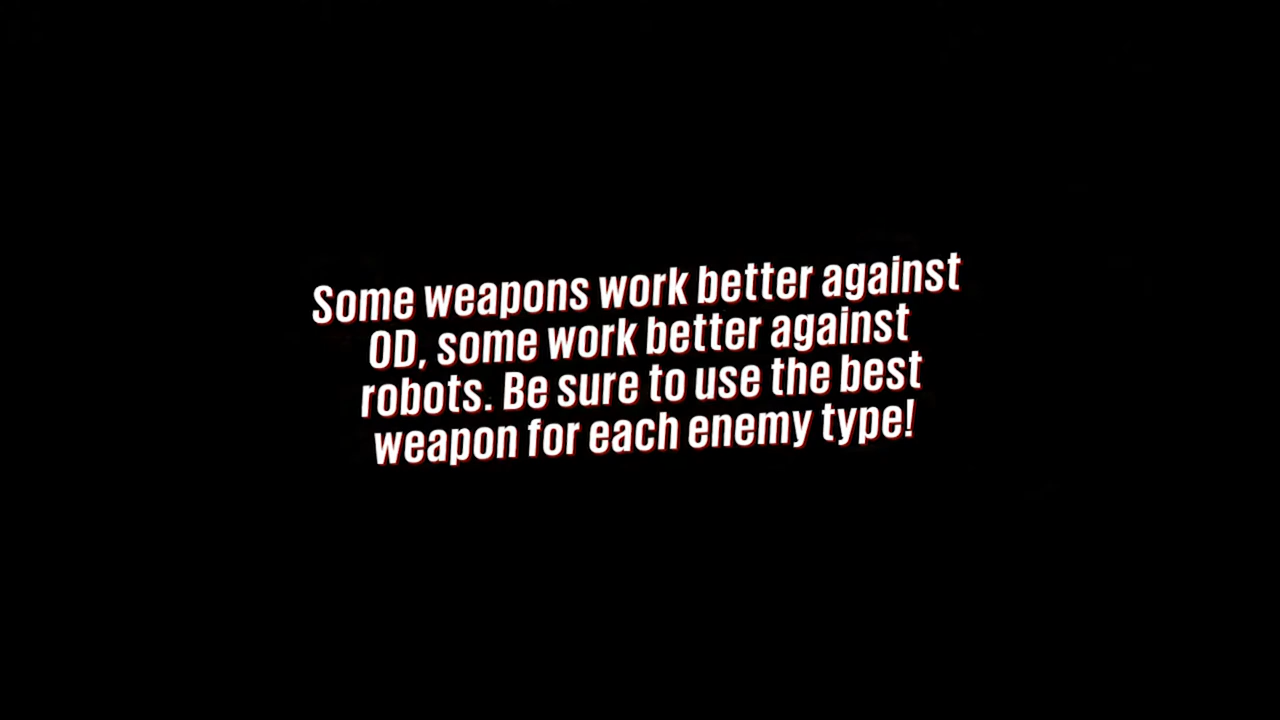 Some weapons work better against
OD, some work better against
robots. Be sure to use the best
weapon for each enemy type!